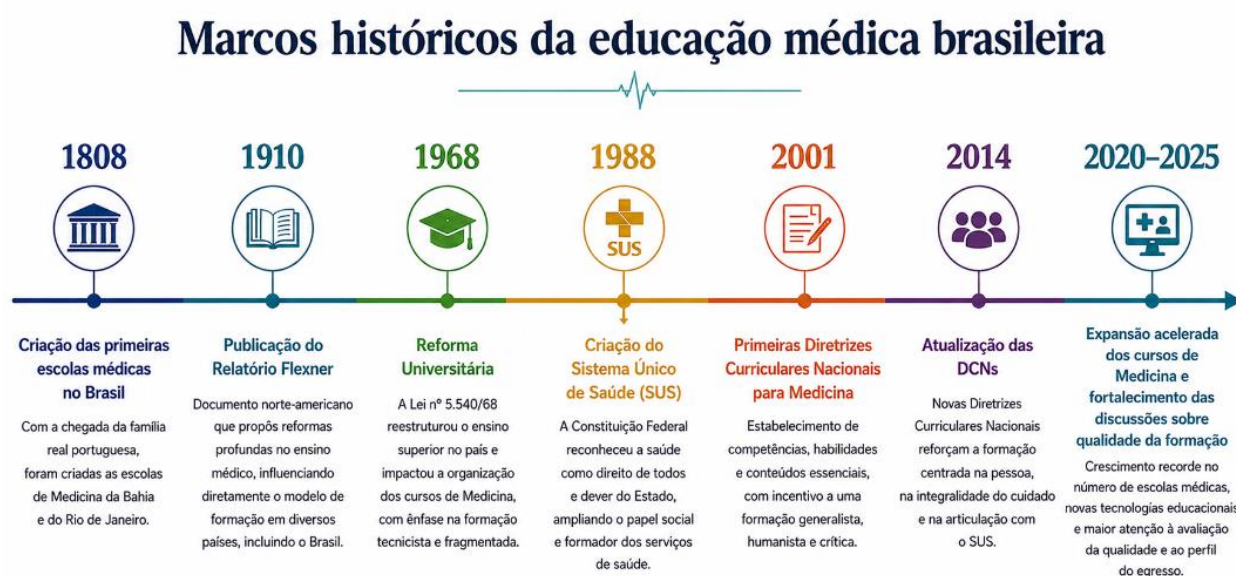 Marcos históricos da educação médica brasileira
1808
Criação das primeiras
escolas médicas
no Brasil
Com a chegada da família
real portuguesa,
foram criadas as escolas
de Medicina da Bahia
e do Rio de Janeiro.
1910
Publicação do
Relatório Flexner
Documento norte-americano
que propôs reformas
profundas no ensino
médico, influenciando
diretamente o modelo de
formação em diversos
países, incluindo o Brasil.
1968
Reforma
Universitária
A Lei nº 5.540/68
reestruturou o ensino
superior no país e
impactou a organização
dos cursos de Medicina,
com ênfase na formação
tecnicista e fragmentada.
1988
SUS
Criação do
Sistema Único
de Saúde (SUS)
A Constituição Federal
reconheceu a saúde
como direito de todos
e dever do Estado,
ampliando o papel social
e formador dos serviços
de saúde.
2001
Primeiras Diretrizes
Curriculares Nacionais
para Medicina
Estabelecimento de
competências, habilidades
e conteúdos essenciais,
com incentivo a uma
formação generalista,
humanista e crítica.
2014
Atualização das
DCNs
Novas Diretrizes
Curriculares Nacionais
reforçam a formação
centrada na pessoa,
na integralidade do cuidado
e na articulação com
o SUS.
2020–2025
Expansão acelerada
dos cursos de
Medicina e
fortalecimento das
discussões sobre
qualidade da formação
Crescimento recorde no
número de escolas médicas,
novas tecnologias educacionais
e maior atenção à avaliação
da qualidade e ao perfil
do egresso.